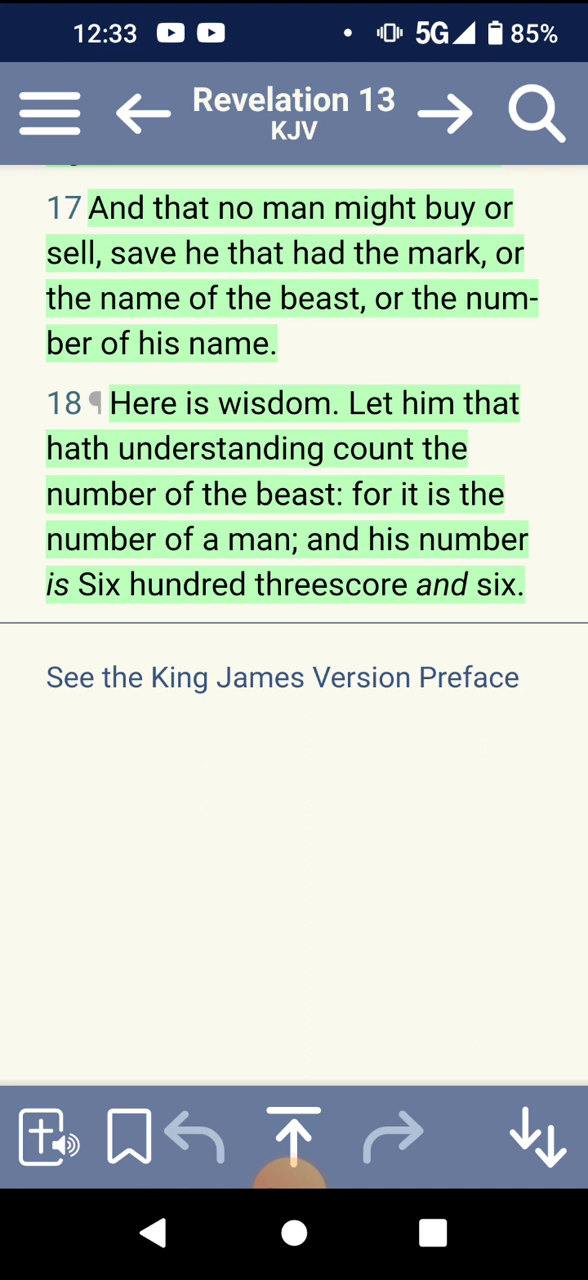 12:33 5G 85%
Revelation 13
KJV
17 And that no man might buy or
sell, save he that had the mark, or
the name of the beast, or the num-
ber of his name.
18 ¶ Here is wisdom. Let him that
hath understanding count the
number of the beast: for it is the
number of a man; and his number
is Six hundred threescore and six.
See the King James Version Preface